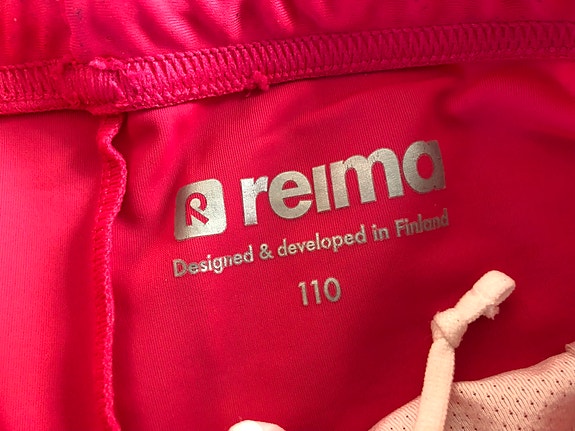 R reima
Designed & developed in Finland
110